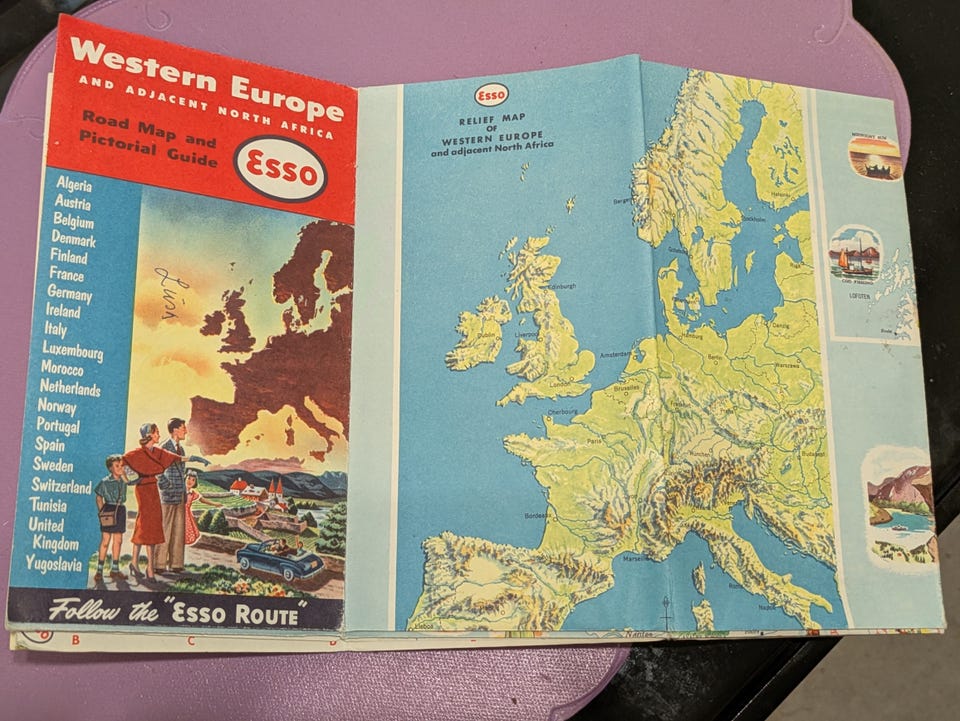 Western Europe
AND ADJACENT NORTH AFRICA
Road Map and
Pictorial Guide
Esso
Algeria
Austria
Belgium
Denmark
Finland
France
Germany
Ireland
Italy
Luxembourg
Morocco
Netherlands
Norway
Portugal
Spain
Sweden
Switzerland
Tunisia
United
Kingdom
Yugoslavia
Follow the "Esso ROUTE"
B C D
Esso
RELIEF MAP
OF
WESTERN EUROPE
and adjacent North Africa
Bergen
Helsinki
Stockholm
Edinburgh
Dublin
Liverpool
Danzig
Amsterdam
Berlin
Warszawa
London
Bruxelles
Cherbourg
Paris
Budapest
Bordeaux
Marseille
Roma
Napoli
Lisboa
Nantes
MIDNIGHT SUN
COD FISHING
LOFOTEN